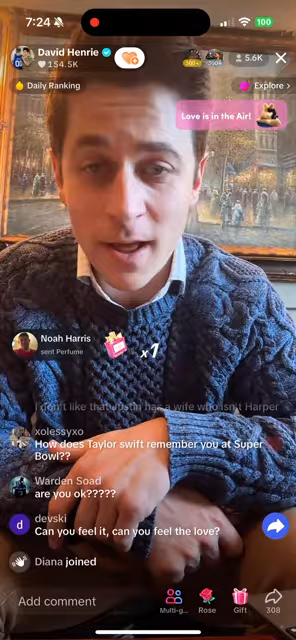 7:24
100
David Henrie
154.5K
5.6K
Daily Ranking
Explore >
Love is in the Air!
Noah Harris
sent Perfume
x1
I don't like that Justin has a wife who isn't Harper
xolessyxo
How does Taylor swift remember you at Super
Bowl??
Warden Soad
are you ok?????
d
devski
Can you feel it, can you feel the love?
Diana joined
Add comment
Multi-g...
Rose
Gift
308